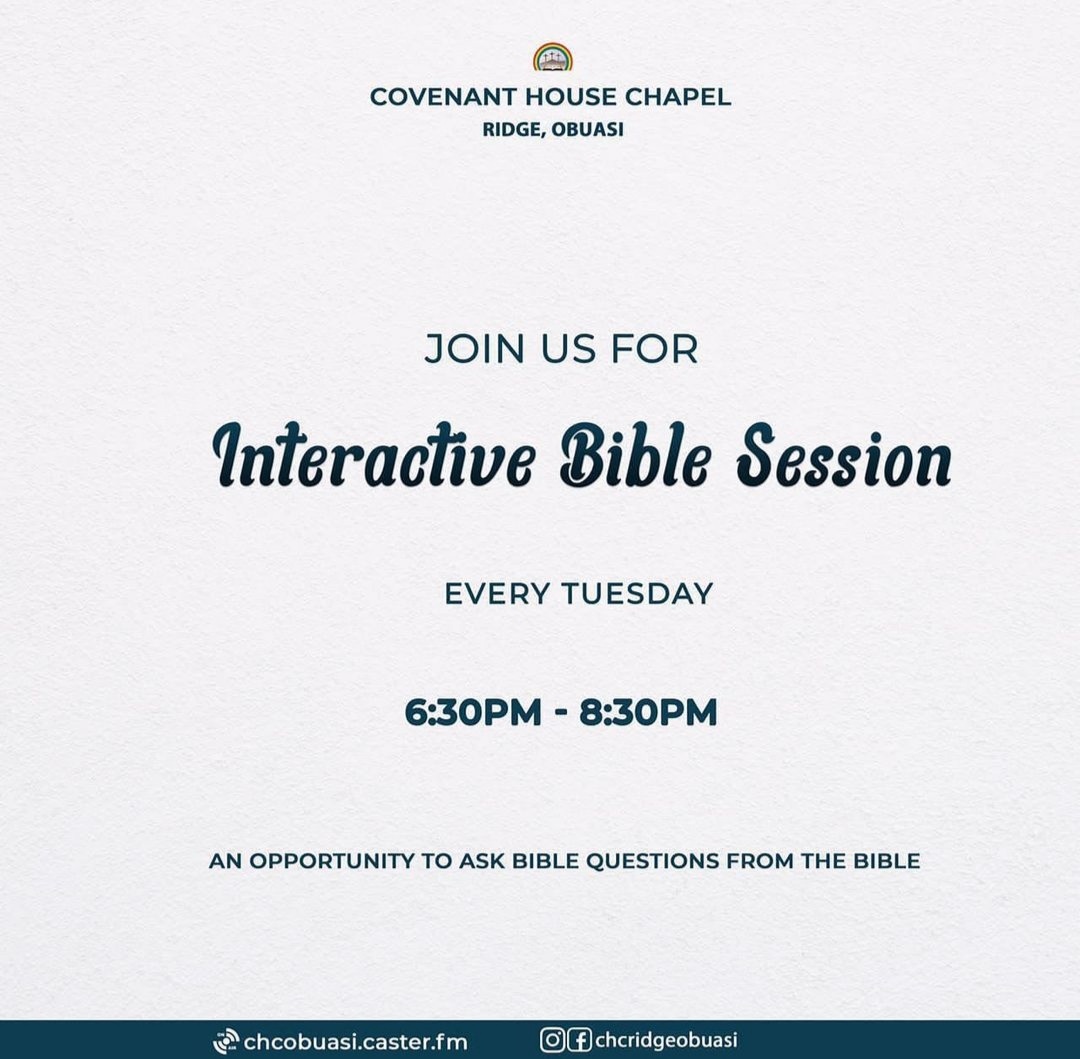 COVENANT HOUSE CHAPEL
RIDGE, OBUASI
JOIN US FOR
Interactive Bible Session
EVERY TUESDAY
6:30PM - 8:30PM
AN OPPORTUNITY TO ASK BIBLE QUESTIONS FROM THE BIBLE
chcobuasi.caster.fm
chcridgeobuasi